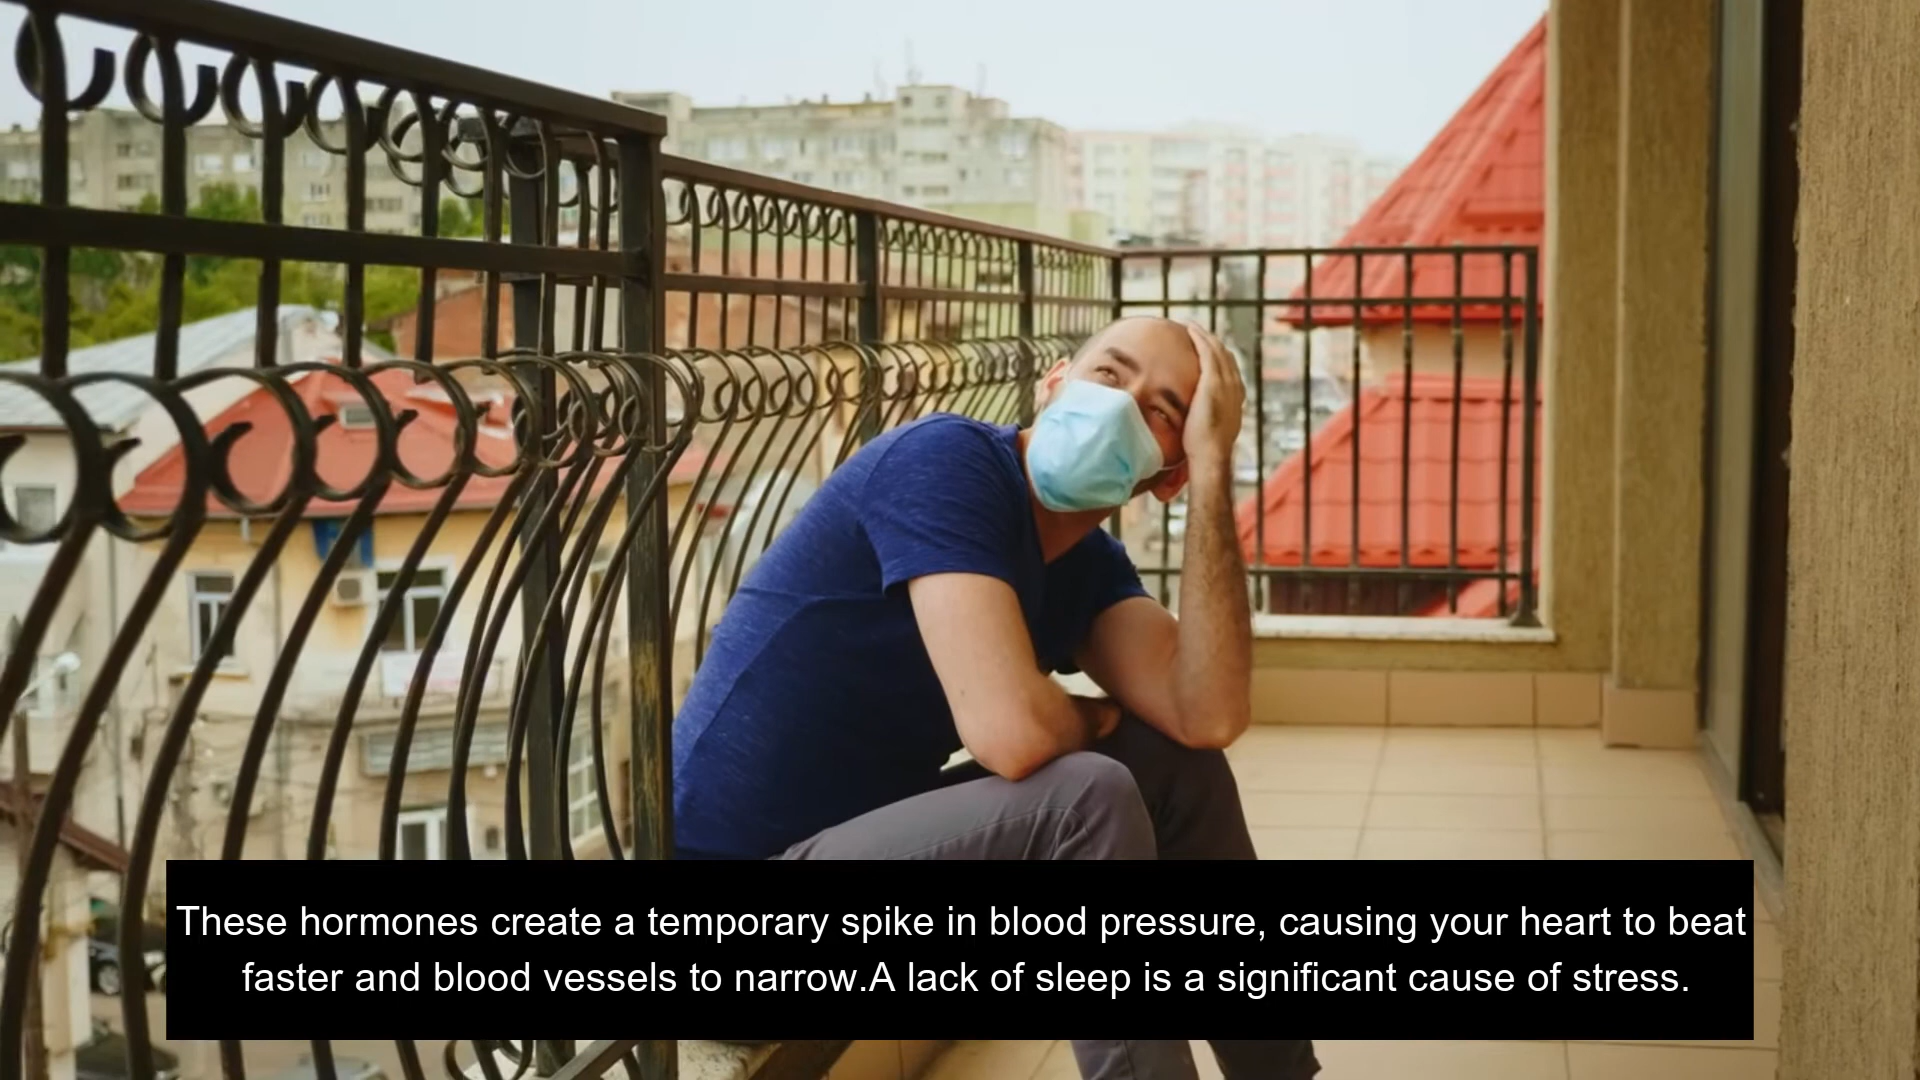 These hormones create a temporary spike in blood pressure, causing your heart to beat
faster and blood vessels to narrow.A lack of sleep is a significant cause of stress.